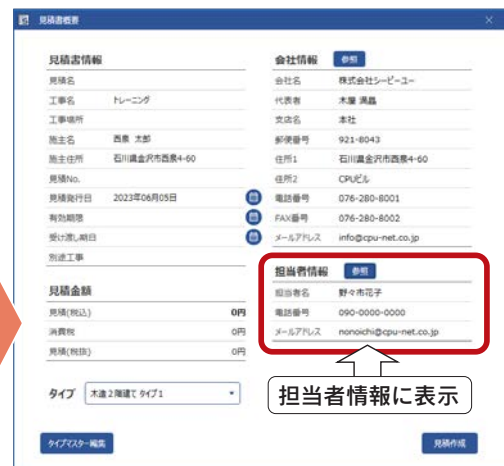 見積書概要
見積書情報
見積名
工事名 トレーニング
工事場所
施主名 西泉 太郎
施主住所 石川県金沢市西泉4-60
見積No.
見積発行日 2023年06月05日
有効期限
受け渡し期日
別途工事
見積金額
見積(税込) 0円
消費税 0円
見積(税抜) 0円
タイプ 木造2階建て タイプ1
タイプマスター編集
会社情報 参照
会社名 株式会社シーピーユー
代表者 木屋 満晶
支店名 本社
郵便番号 921-8043
住所1 石川県金沢市西泉4-60
住所2 CPUビル
電話番号 076-280-8001
FAX番号 076-280-8002
メールアドレス info@cpu-net.co.jp
担当者情報 参照
担当者名 野々市花子
電話番号 090-0000-0000
メールアドレス nonoichi@cpu-net.co.jp
担当者情報に表示
見積作成